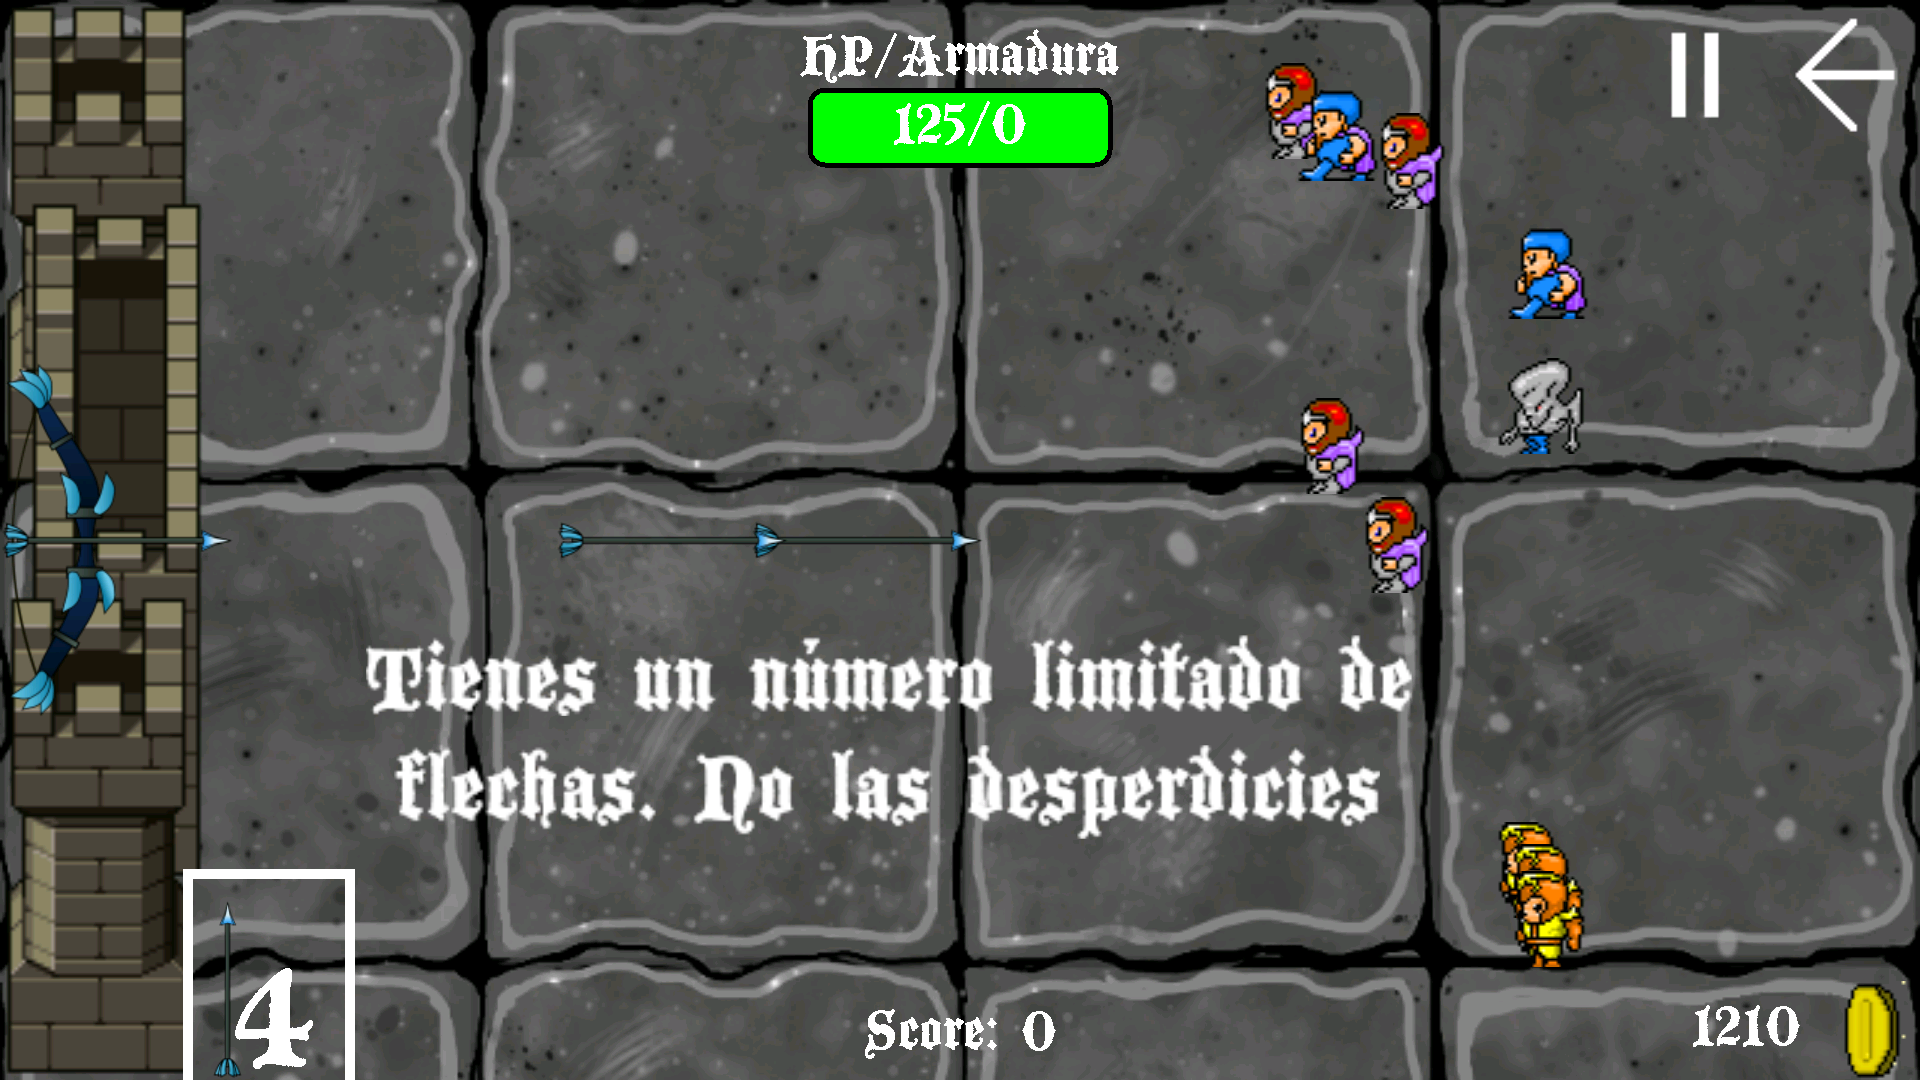 HP/Armadura
125/0
Tienes un número limitado de
flechas. No las desperdicies
4
Score: 0
1210